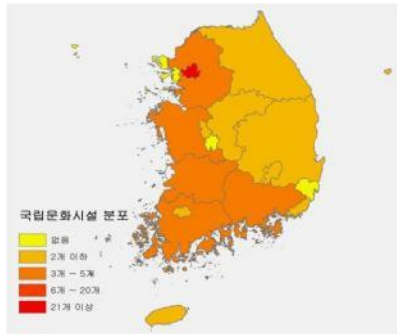 국립문화시설 분포
없음
2개 이하
3개 ~ 5개
6개 ~ 20개
21개 이상